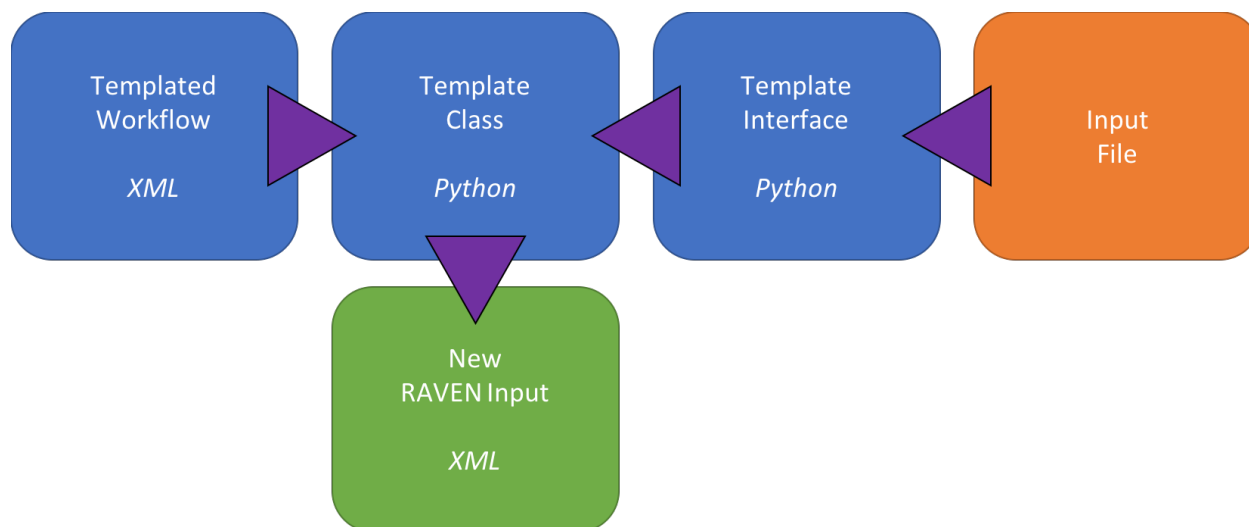 Templated
Workflow
XML
Template
Class
Python
Template
Interface
Python
Input
File
New
RAVEN Input
XML